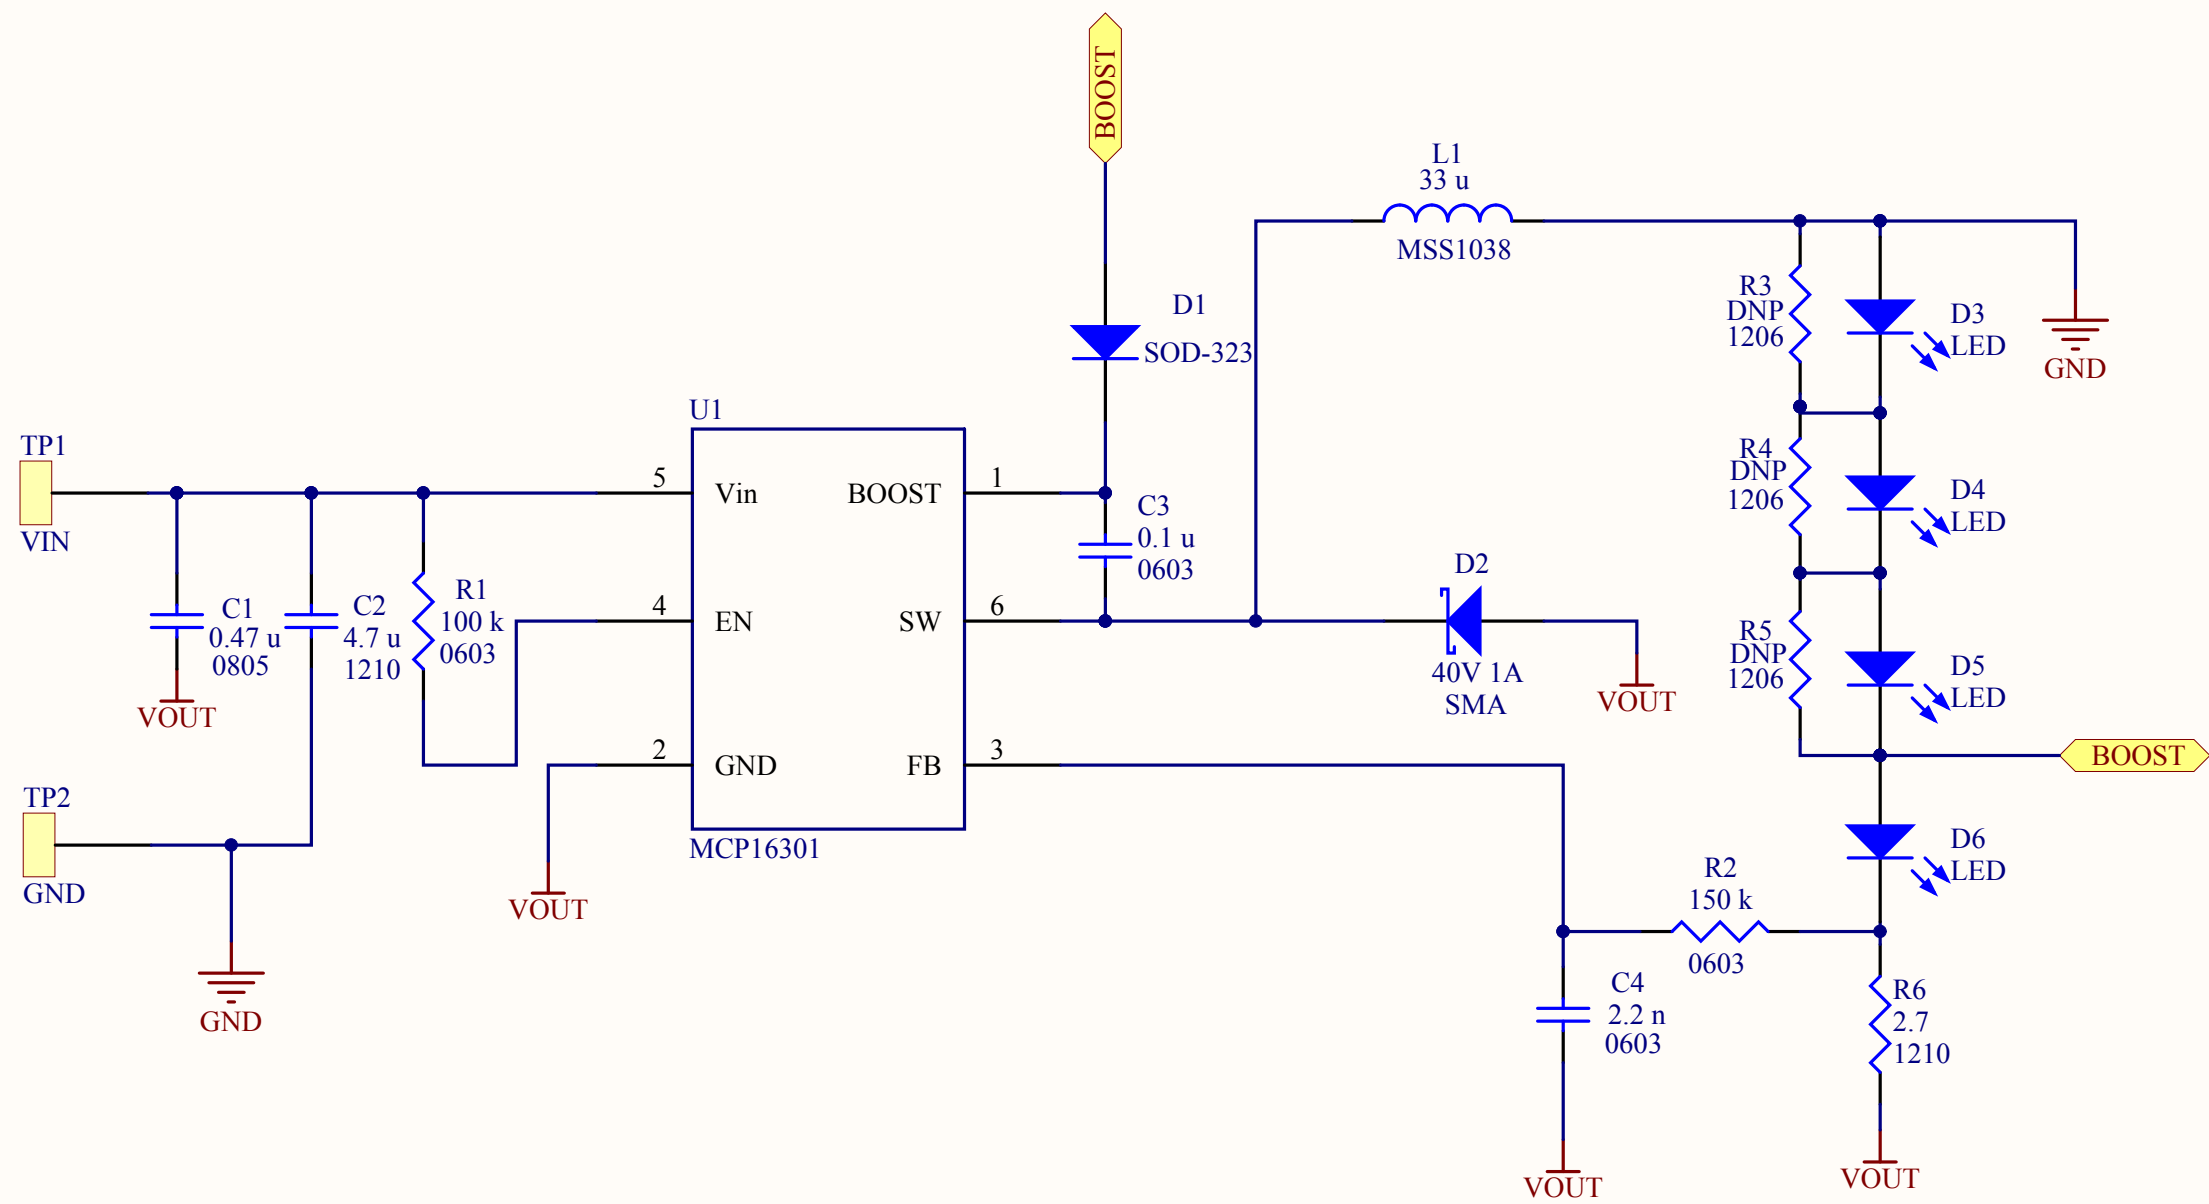 BOOST
L1
33 u
MSS1038
D1
SOD-323
R3
DNP
1206
D3
LED
GND
U1
TP1
VIN
5
Vin
BOOST
1
C3
0.1 u
0603
R4
DNP
1206
D4
LED
C1
0.47 u
0805
VOUT
C2
4.7 u
1210
R1
100 k
0603
4
EN
SW
6
D2
40V 1A
SMA
VOUT
R5
DNP
1206
D5
LED
2
GND
FB
3
BOOST
MCP16301
TP2
GND
GND
VOUT
D6
LED
R2
150 k
0603
C4
2.2 n
0603
R6
2.7
1210
VOUT
VOUT